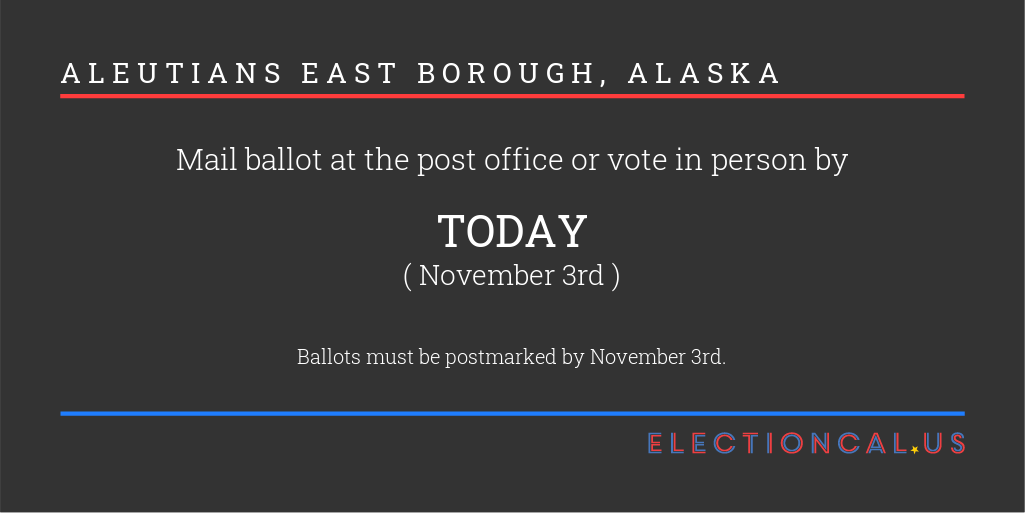 ALEUTIANS EAST BOROUGH, ALASKA
Mail ballot at the post office or vote in person by
TODAY
( November 3rd )
Ballots must be postmarked by November 3rd.
ELECTIONCAL.US